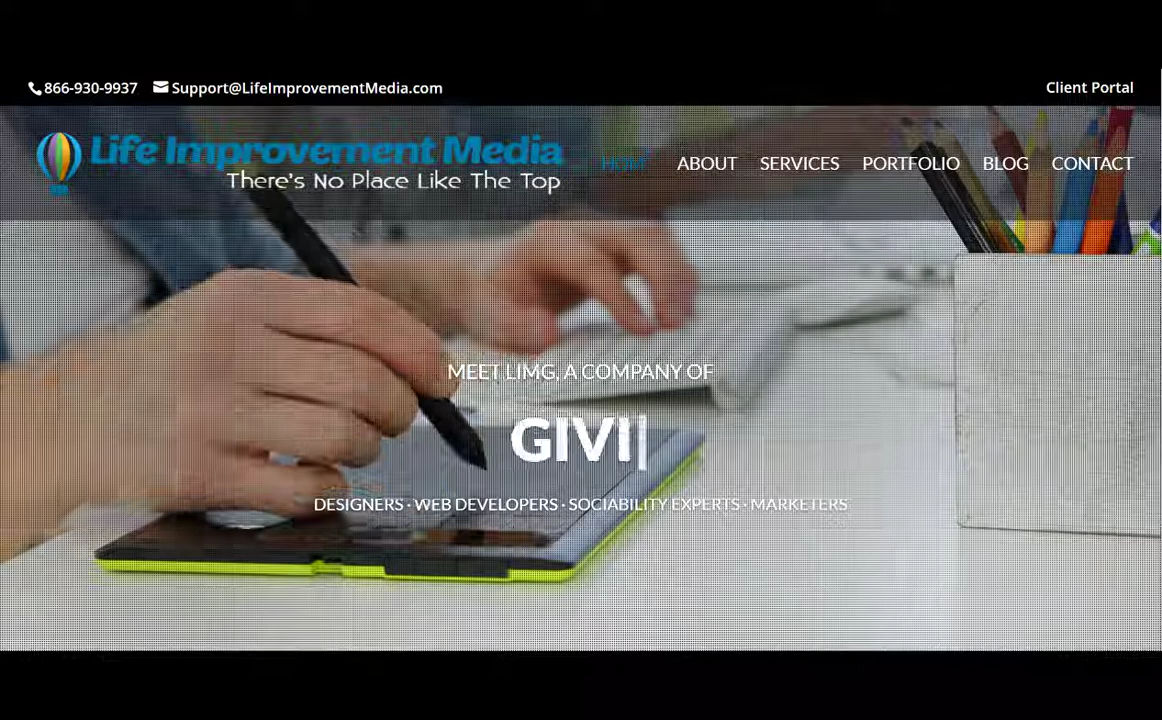 866-930-9937 Support@LifeImprovementMedia.com Client Portal
Life Improvement Media
There's No Place Like The Top
HOME ABOUT SERVICES PORTFOLIO BLOG CONTACT
MEET LIMG, A COMPANY OF
GIVI|
DESIGNERS · WEB DEVELOPERS · SOCIABILITY EXPERTS · MARKETERS